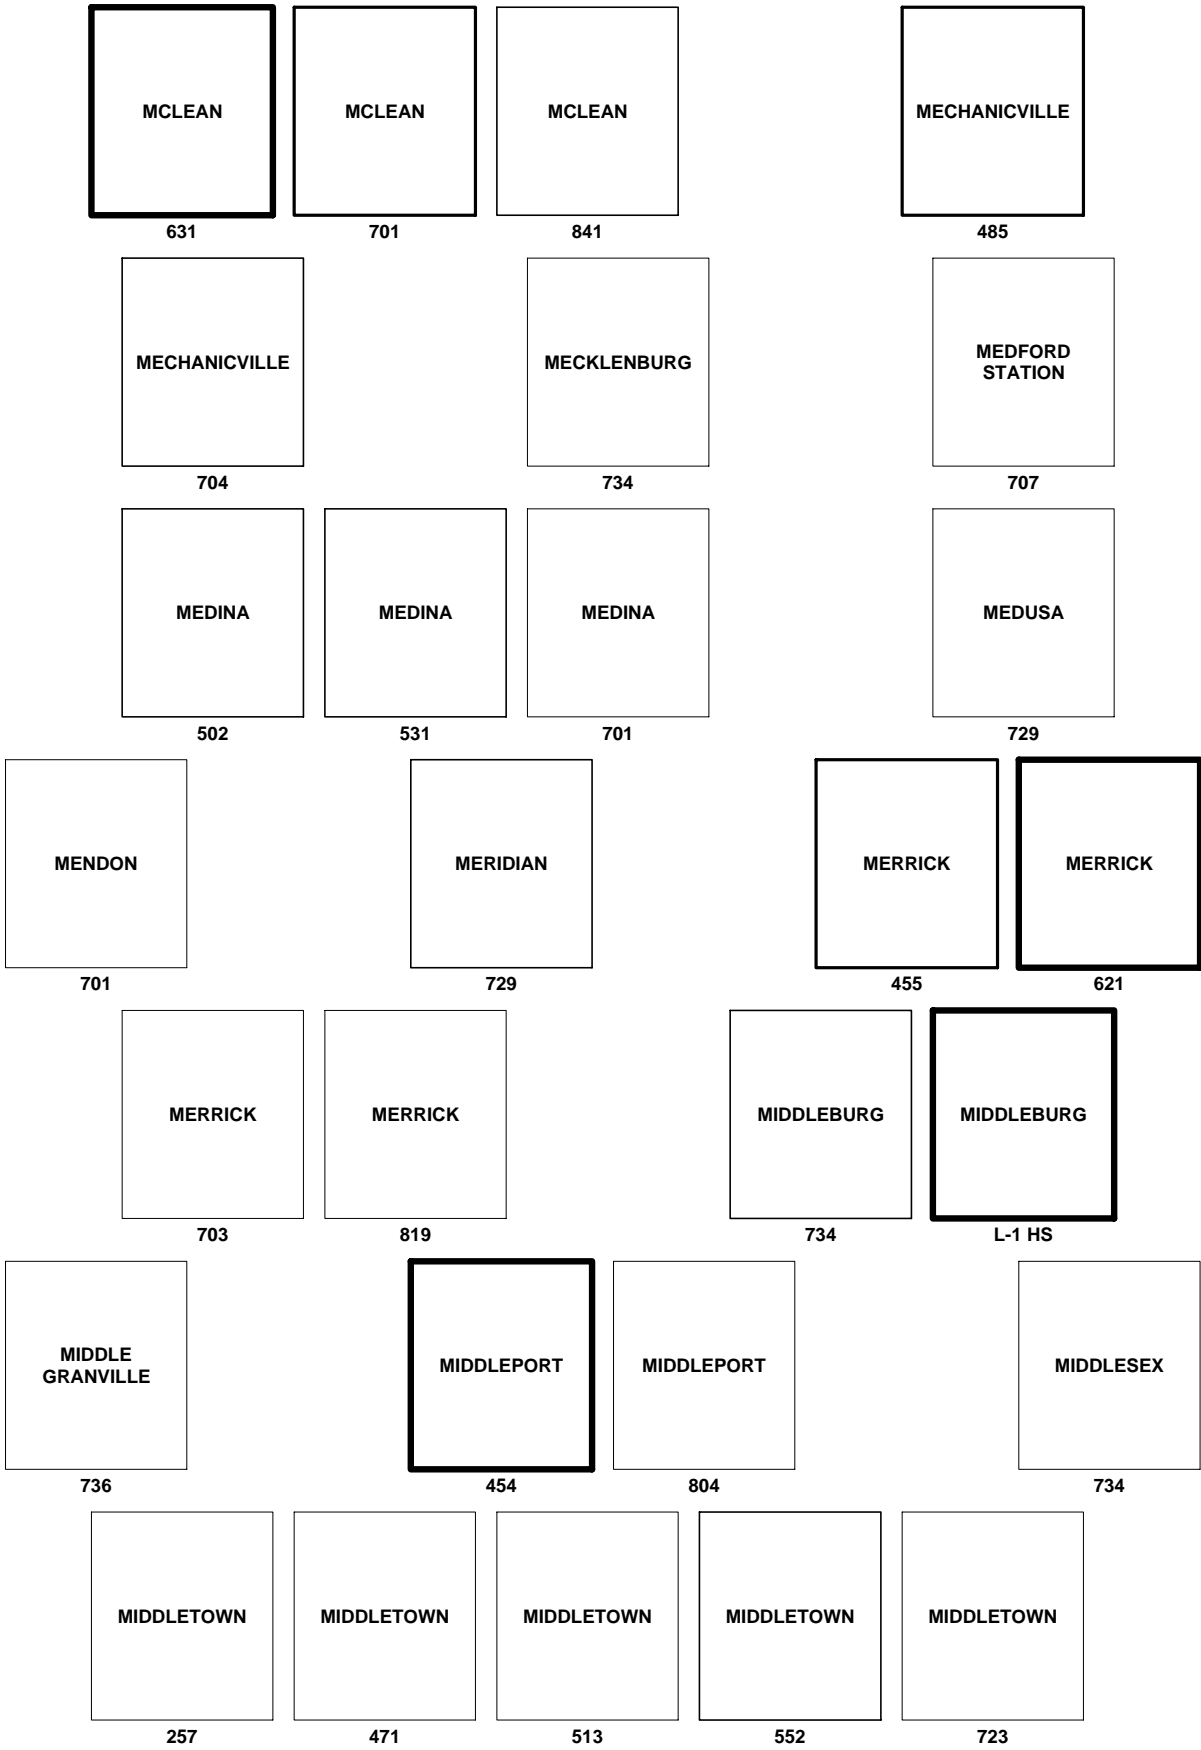 MCLEAN
631
MCLEAN
701
MCLEAN
841
MECHANICVILLE
485
MECHANICVILLE
704
MECKLENBURG
734
MEDFORD
STATION
707
MEDINA
502
MEDINA
531
MEDINA
701
MEDUSA
729
MENDON
701
MERIDIAN
729
MERRICK
455
MERRICK
621
MERRICK
703
MERRICK
819
MIDDLEBURG
734
MIDDLEBURG
L-1 HS
MIDDLE
GRANVILLE
736
MIDDLEPORT
454
MIDDLEPORT
804
MIDDLESEX
734
MIDDLETOWN
257
MIDDLETOWN
471
MIDDLETOWN
513
MIDDLETOWN
552
MIDDLETOWN
723